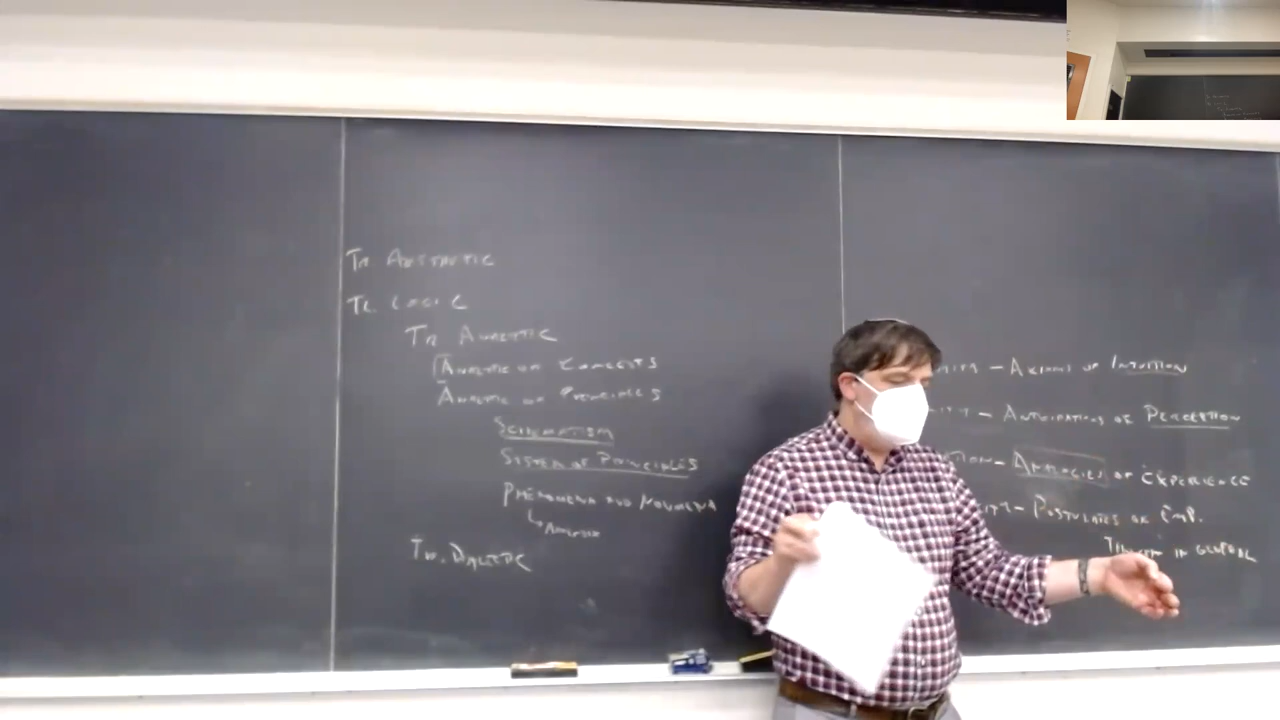 Tr. AESTHETIC
Tr. LOGIC
Tr ANALYTIC
ANALYTIC OF CONCEPTS
ANALYTIC OF PRINCIPLES
SCHEMATISM
SYSTEM OF PRINCIPLES
PHENOMENA AND NOUMENA
Tr. DIALECTIC
– AXIOMS OF INTUITION
– ANTICIPATIONS OF PERCEPTION
– ANALOGIES OF EXPERIENCE
– POSTULATES OF EMP.
IN GENERAL